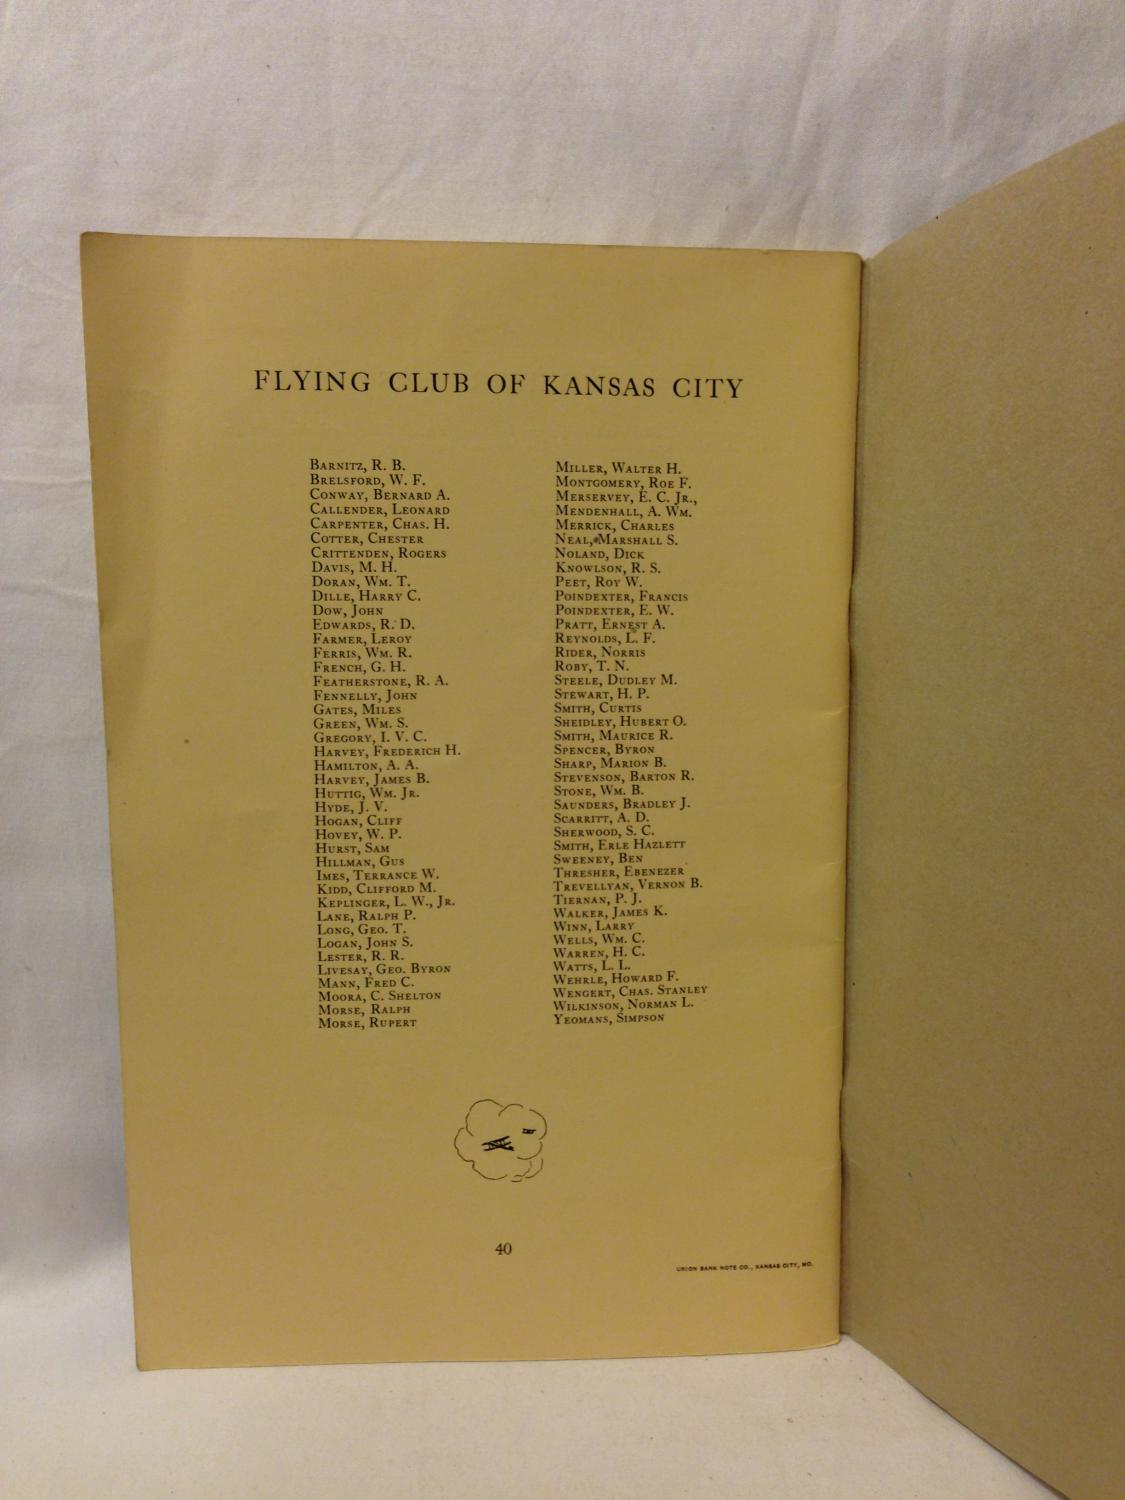 FLYING CLUB OF KANSAS CITY
BARNITZ, R. B.
BRELSFORD, W. F.
CONWAY, BERNARD A.
CALLENDER, LEONARD
CARPENTER, CHAS. H.
COTTER, CHESTER
CRITTENDEN, ROGERS
DAVIS, M. H.
DORAN, WM. T.
DILLE, HARRY C.
DOW, JOHN
EDWARDS, R. D.
FARMER, LEROY
FERRIS, WM. R.
FRENCH, G. H.
FEATHERSTONE, R. A.
FENNELLY, JOHN
GATES, MILES
GREEN, WM. S.
GREGORY, I. V. C.
HARVEY, FREDERICH H.
HAMILTON, A. A.
HARVEY, JAMES B.
HUTTIG, WM. JR.
HYDE, J. V.
HOGAN, CLIFF
HOVEY, W. P.
HURST, SAM
HILLMAN, GUS
IMES, TERRANCE W.
KIDD, CLIFFORD M.
KEPLINGER, L. W., JR.
LANE, RALPH P.
LONG, GEO. T.
LOGAN, JOHN S.
LESTER, R. R.
LIVESAY, GEO. BYRON
MANN, FRED C.
MOORA, C. SHELTON
MORSE, RALPH
MORSE, RUPERT
MILLER, WALTER H.
MONTGOMERY, ROE F.
MERSERVEY, E. C. JR.,
MENDENHALL, A. WM.
MERRICK, CHARLES
NEAL, MARSHALL S.
NOLAND, DICK
KNOWLSON, R. S.
PEET, ROY W.
POINDEXTER, FRANCIS
POINDEXTER, E. W.
PRATT, ERNEST A.
REYNOLDS, L. F.
RIDER, NORRIS
ROBY, T. N.
STEELE, DUDLEY M.
STEWART, H. P.
SMITH, CURTIS
SHEIDLEY, HUBERT O.
SMITH, MAURICE R.
SPENCER, BYRON
SHARP, MARION B.
STEVENSON, BARTON R.
STONE, WM. B.
SAUNDERS, BRADLEY J.
SCARRITT, A. D.
SHERWOOD, S. C.
SMITH, ERLE HAZLETT
SWEENEY, BEN
THRESHER, EBENEZER
TREVELLYAN, VERNON B.
TIERNAN, P. J.
WALKER, JAMES K.
WINN, LARRY
WELLS, WM. C.
WARREN, H. C.
WATTS, L. L.
WEHRLE, HOWARD F.
WENGERT, CHAS. STANLEY
WILKINSON, NORMAN L.
YEOMANS, SIMPSON
40
UNION BANK NOTE CO., KANSAS CITY, MO.